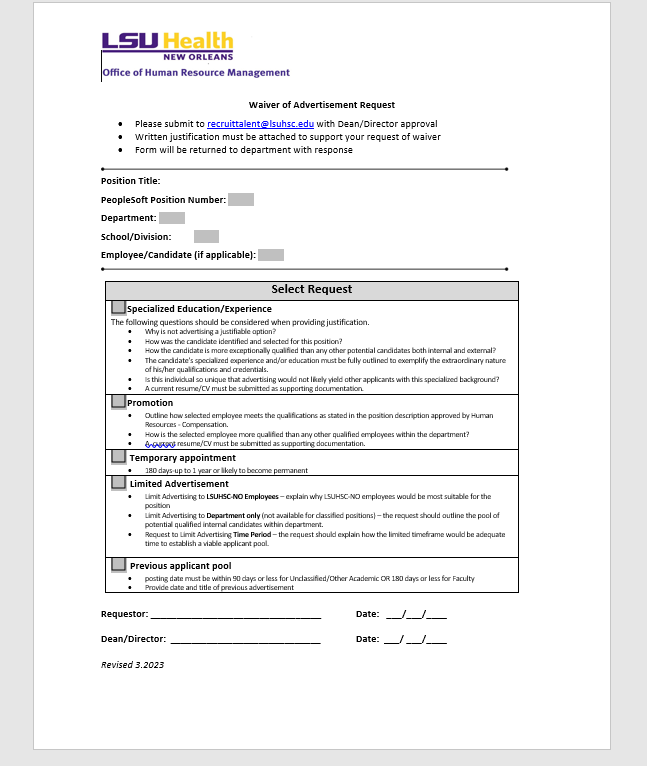 LSU Health
NEW ORLEANS
Office of Human Resource Management
Waiver of Advertisement Request
• Please submit to recruittalent@lsuhsc.edu with Dean/Director approval
• Written justification must be attached to support your request of waiver
• Form will be returned to department with response
Position Title:
PeopleSoft Position Number:
Department:
School/Division:
Employee/Candidate (if applicable):
Select Request
Specialized Education/Experience
The following questions should be considered when providing justification.
• Why is not advertising a justifiable option?
• How was the candidate identified and selected for this position?
• How the candidate is more exceptionally qualified than any other potential candidates both internal and external?
• The candidate's specialized experience and/or education must be fully outlined to exemplify the extraordinary nature
of his/her qualifications and credentials.
• Is this individual so unique that advertising would not likely yield other applicants with this specialized background?
• A current resume/CV must be submitted as supporting documentation.
Promotion
• Outline how selected employee meets the qualifications as stated in the position description approved by Human
Resources - Compensation.
• How is the selected employee more qualified than any other qualified employees within the department?
• A current resume/CV must be submitted as supporting documentation.
Temporary appointment
• 180 days-up to 1 year or likely to become permanent
Limited Advertisement
• Limit Advertising to LSUHSC-NO Employees – explain why LSUHSC-NO employees would be most suitable for the
position
• Limit Advertising to Department only (not available for classified positions) – the request should outline the pool of
potential qualified internal candidates within department.
• Request to Limit Advertising Time Period – the request should explain how the limited timeframe would be adequate
time to establish a viable applicant pool.
Previous applicant pool
• posting date must be within 90 days or less for Unclassified/Other Academic OR 180 days or less for Faculty
• Provide date and title of previous advertisement
Requestor: __________________________________ Date: ___/___/____
Dean/Director: ______________________________ Date: ___/ ___/____
Revised 3.2023